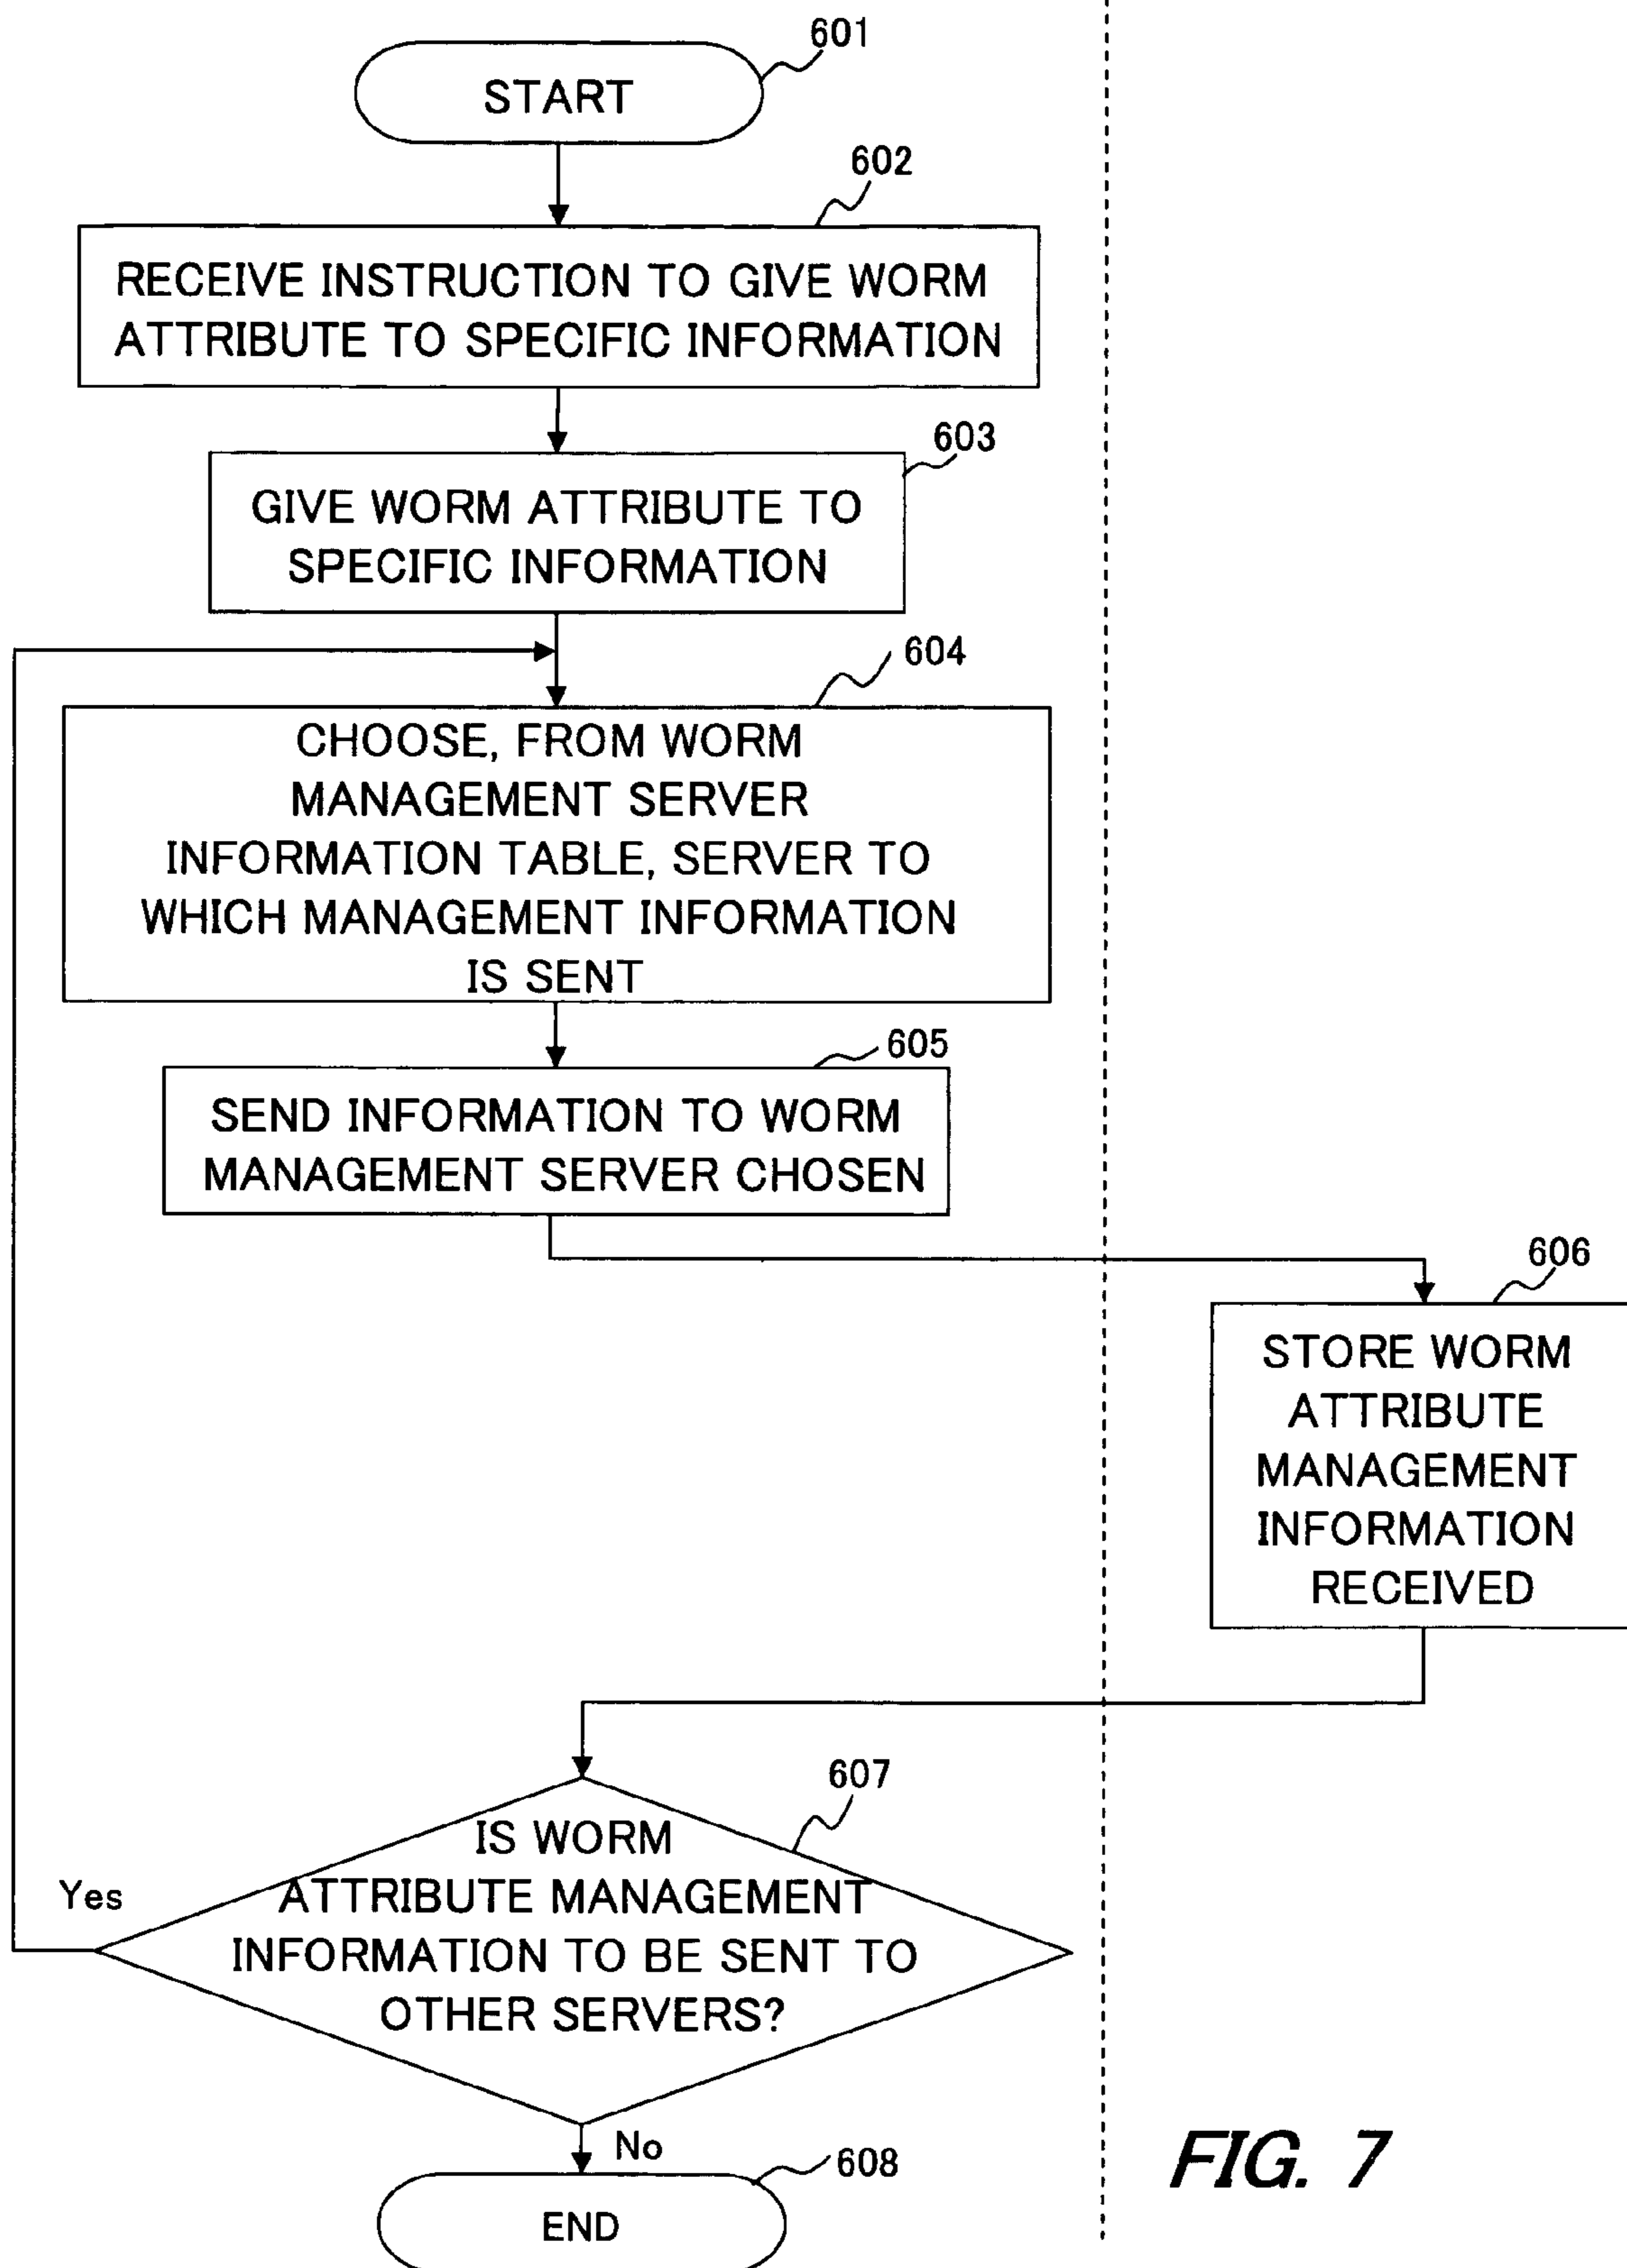 601
START
602
RECEIVE INSTRUCTION TO GIVE WORM
ATTRIBUTE TO SPECIFIC INFORMATION
603
GIVE WORM ATTRIBUTE TO
SPECIFIC INFORMATION
604
CHOOSE, FROM WORM
MANAGEMENT SERVER
INFORMATION TABLE, SERVER TO
WHICH MANAGEMENT INFORMATION
IS SENT
605
SEND INFORMATION TO WORM
MANAGEMENT SERVER CHOSEN
606
STORE WORM
ATTRIBUTE
MANAGEMENT
INFORMATION
RECEIVED
607
IS WORM
ATTRIBUTE MANAGEMENT
INFORMATION TO BE SENT TO
OTHER SERVERS?
Yes
No
608
END
FIG. 7